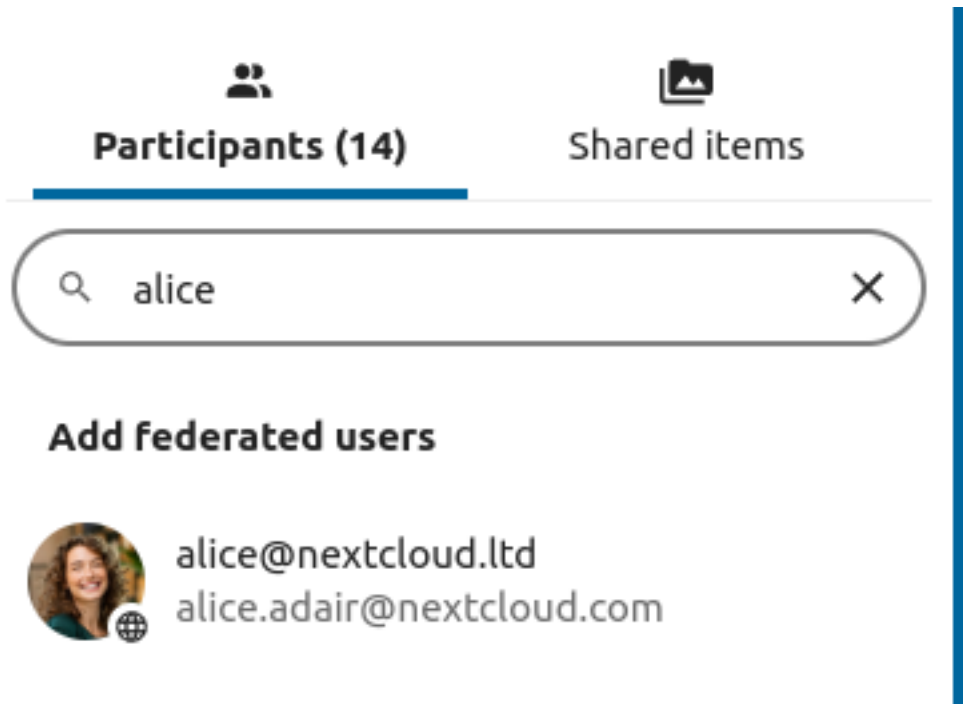 Participants (14)
Shared items
alice
Add federated users
alice@nextcloud.ltd
alice.adair@nextcloud.com